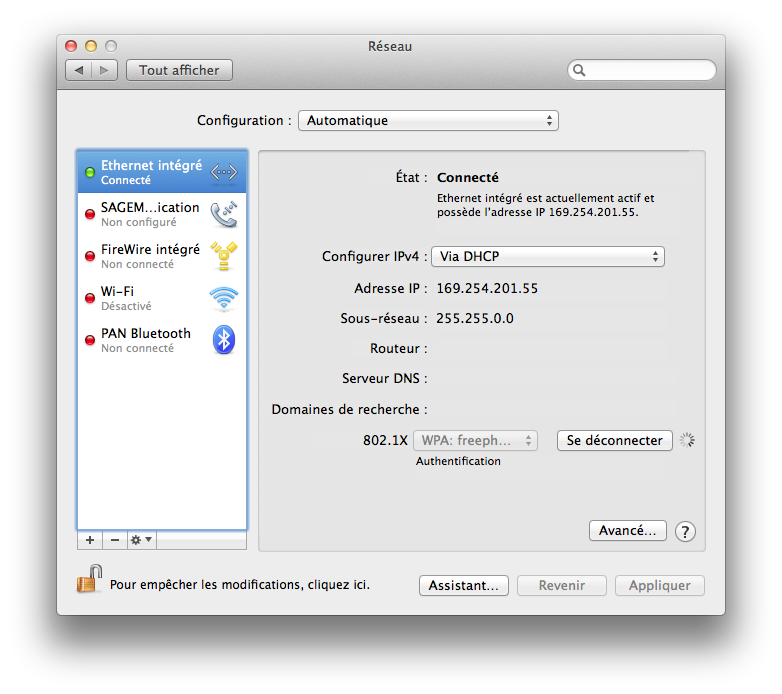 Réseau
Tout afficher
Configuration : Automatique
Ethernet intégré
Connecté
SAGEM...ication
Non configuré
FireWire intégré
Non connecté
Wi-Fi
Désactivé
PAN Bluetooth
Non connecté
État : Connecté
Ethernet intégré est actuellement actif et
possède l'adresse IP 169.254.201.55.
Configurer IPv4 : Via DHCP
Adresse IP : 169.254.201.55
Sous-réseau : 255.255.0.0
Routeur :
Serveur DNS :
Domaines de recherche :
802.1X WPA: freeph... Se déconnecter
Authentification
Avancé... ?
Pour empêcher les modifications, cliquez ici.
Assistant... Revenir Appliquer